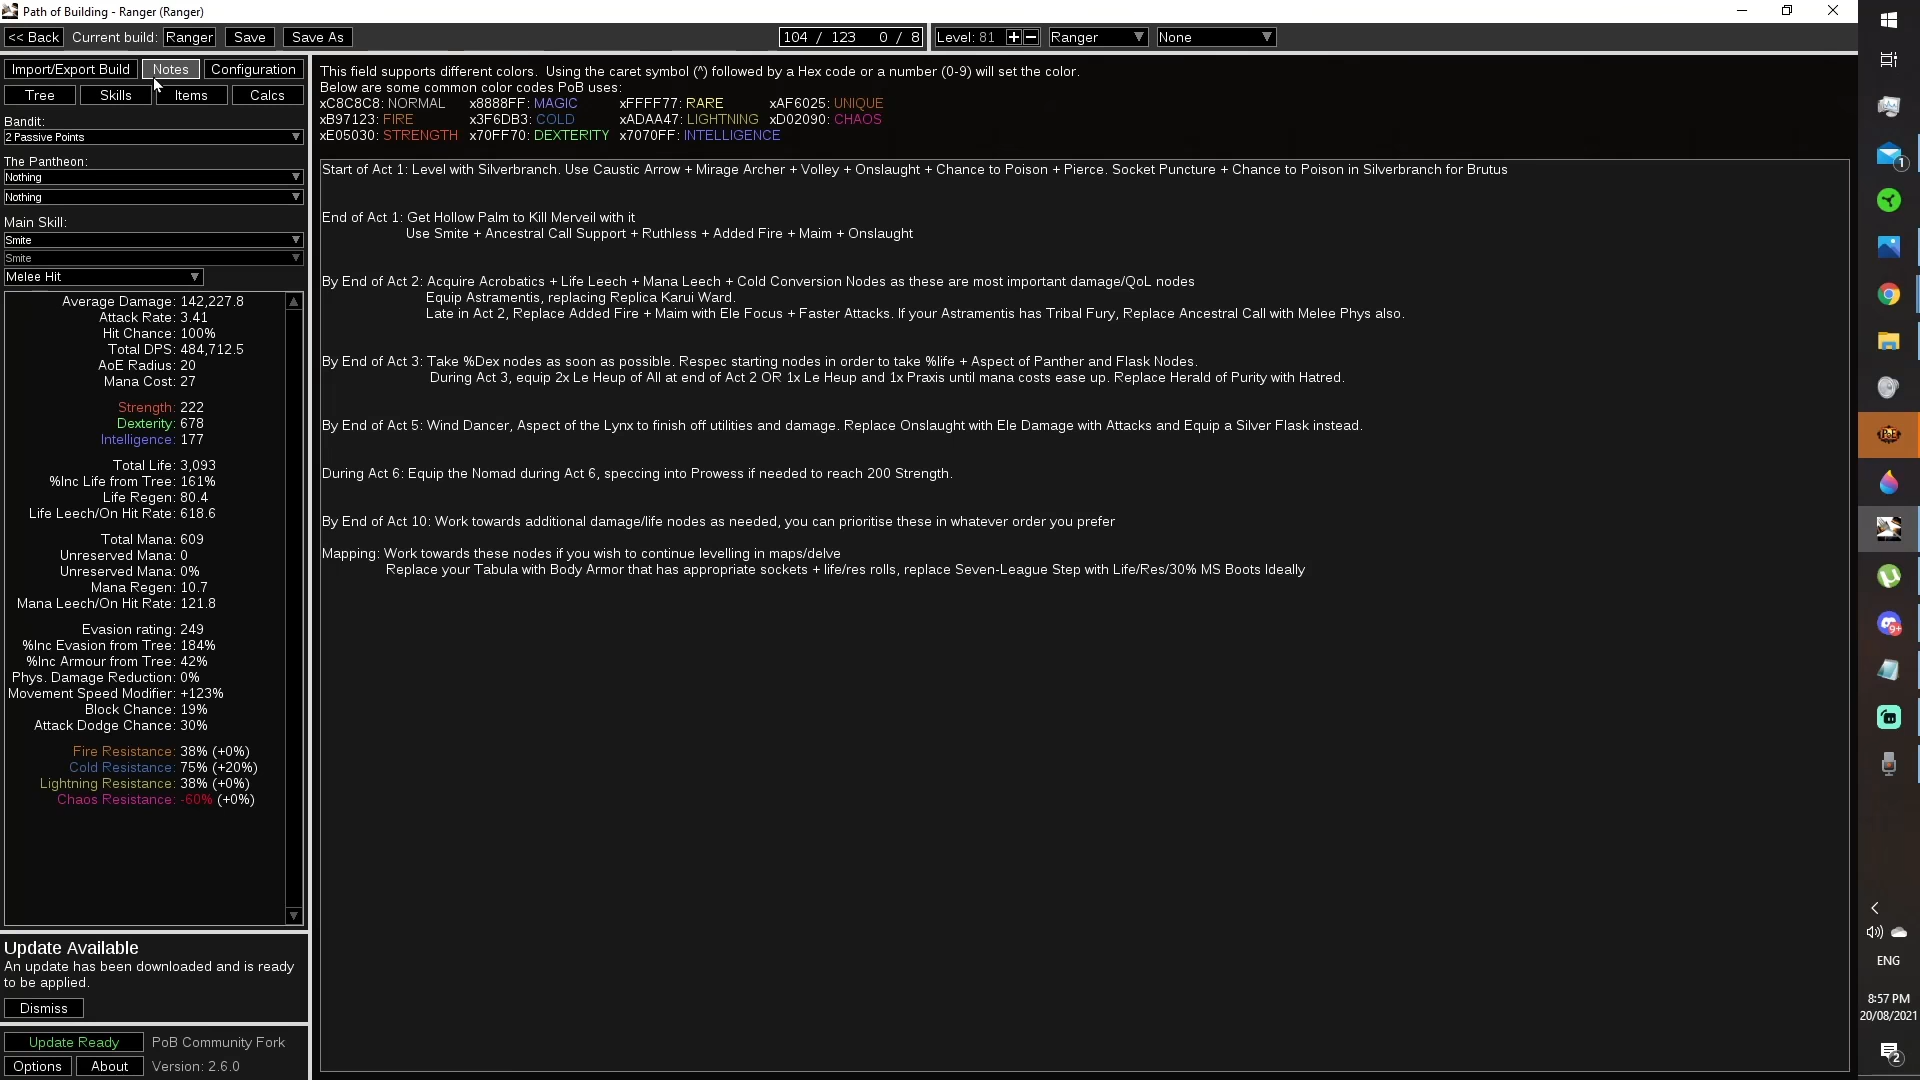 Path of Building - Ranger (Ranger)
<< Back Current build: Ranger Save Save As 104 / 123 0 / 8 Level: 81 Ranger None
Import/Export Build Notes Configuration
Tree Skills Items Calcs
Bandit:
2 Passive Points
The Pantheon:
Nothing
Nothing
Main Skill:
Smite
Smite
Melee Hit
Average Damage: 142,227.8
Attack Rate: 3.41
Hit Chance: 100%
Total DPS: 484,712.5
AoE Radius: 20
Mana Cost: 27
Strength: 222
Dexterity: 678
Intelligence: 177
Total Life: 3,093
%Inc Life from Tree: 161%
Life Regen: 80.4
Life Leech/On Hit Rate: 618.6
Total Mana: 609
Unreserved Mana: 0
Unreserved Mana: 0%
Mana Regen: 10.7
Mana Leech/On Hit Rate: 121.8
Evasion rating: 249
%Inc Evasion from Tree: 184%
%Inc Armour from Tree: 42%
Phys. Damage Reduction: 0%
Movement Speed Modifier: +123%
Block Chance: 19%
Attack Dodge Chance: 30%
Fire Resistance: 38% (+0%)
Cold Resistance: 75% (+20%)
Lightning Resistance: 38% (+0%)
Chaos Resistance: -60% (+0%)
Update Available
An update has been downloaded and is ready
to be applied.
Dismiss
Update Ready PoB Community Fork
Options About Version: 2.6.0
This field supports different colors. Using the caret symbol (^) followed by a Hex code or a number (0-9) will set the color.
Below are some common color codes PoB uses:
xC8C8C8: NORMAL x8888FF: MAGIC xFFFF77: RARE xAF6025: UNIQUE
xB97123: FIRE x3F6DB3: COLD xADAA47: LIGHTNING xD02090: CHAOS
xE05030: STRENGTH x70FF70: DEXTERITY x7070FF: INTELLIGENCE
Start of Act 1: Level with Silverbranch. Use Caustic Arrow + Mirage Archer + Volley + Onslaught + Chance to Poison + Pierce. Socket Puncture + Chance to Poison in Silverbranch for Brutus
End of Act 1: Get Hollow Palm to Kill Merveil with it
Use Smite + Ancestral Call Support + Ruthless + Added Fire + Maim + Onslaught
By End of Act 2: Acquire Acrobatics + Life Leech + Mana Leech + Cold Conversion Nodes as these are most important damage/QoL nodes
Equip Astramentis, replacing Replica Karui Ward.
Late in Act 2, Replace Added Fire + Maim with Ele Focus + Faster Attacks. If your Astramentis has Tribal Fury, Replace Ancestral Call with Melee Phys also.
By End of Act 3: Take %Dex nodes as soon as possible. Respec starting nodes in order to take %life + Aspect of Panther and Flask Nodes.
During Act 3, equip 2x Le Heup of All at end of Act 2 OR 1x Le Heup and 1x Praxis until mana costs ease up. Replace Herald of Purity with Hatred.
By End of Act 5: Wind Dancer, Aspect of the Lynx to finish off utilities and damage. Replace Onslaught with Ele Damage with Attacks and Equip a Silver Flask instead.
During Act 6: Equip the Nomad during Act 6, speccing into Prowess if needed to reach 200 Strength.
By End of Act 10: Work towards additional damage/life nodes as needed, you can prioritise these in whatever order you prefer
Mapping: Work towards these nodes if you wish to continue levelling in maps/delve
Replace your Tabula with Body Armor that has appropriate sockets + life/res rolls, replace Seven-League Step with Life/Res/30% MS Boots Ideally
1
9+
ENG
8:57 PM
20/08/2021
2